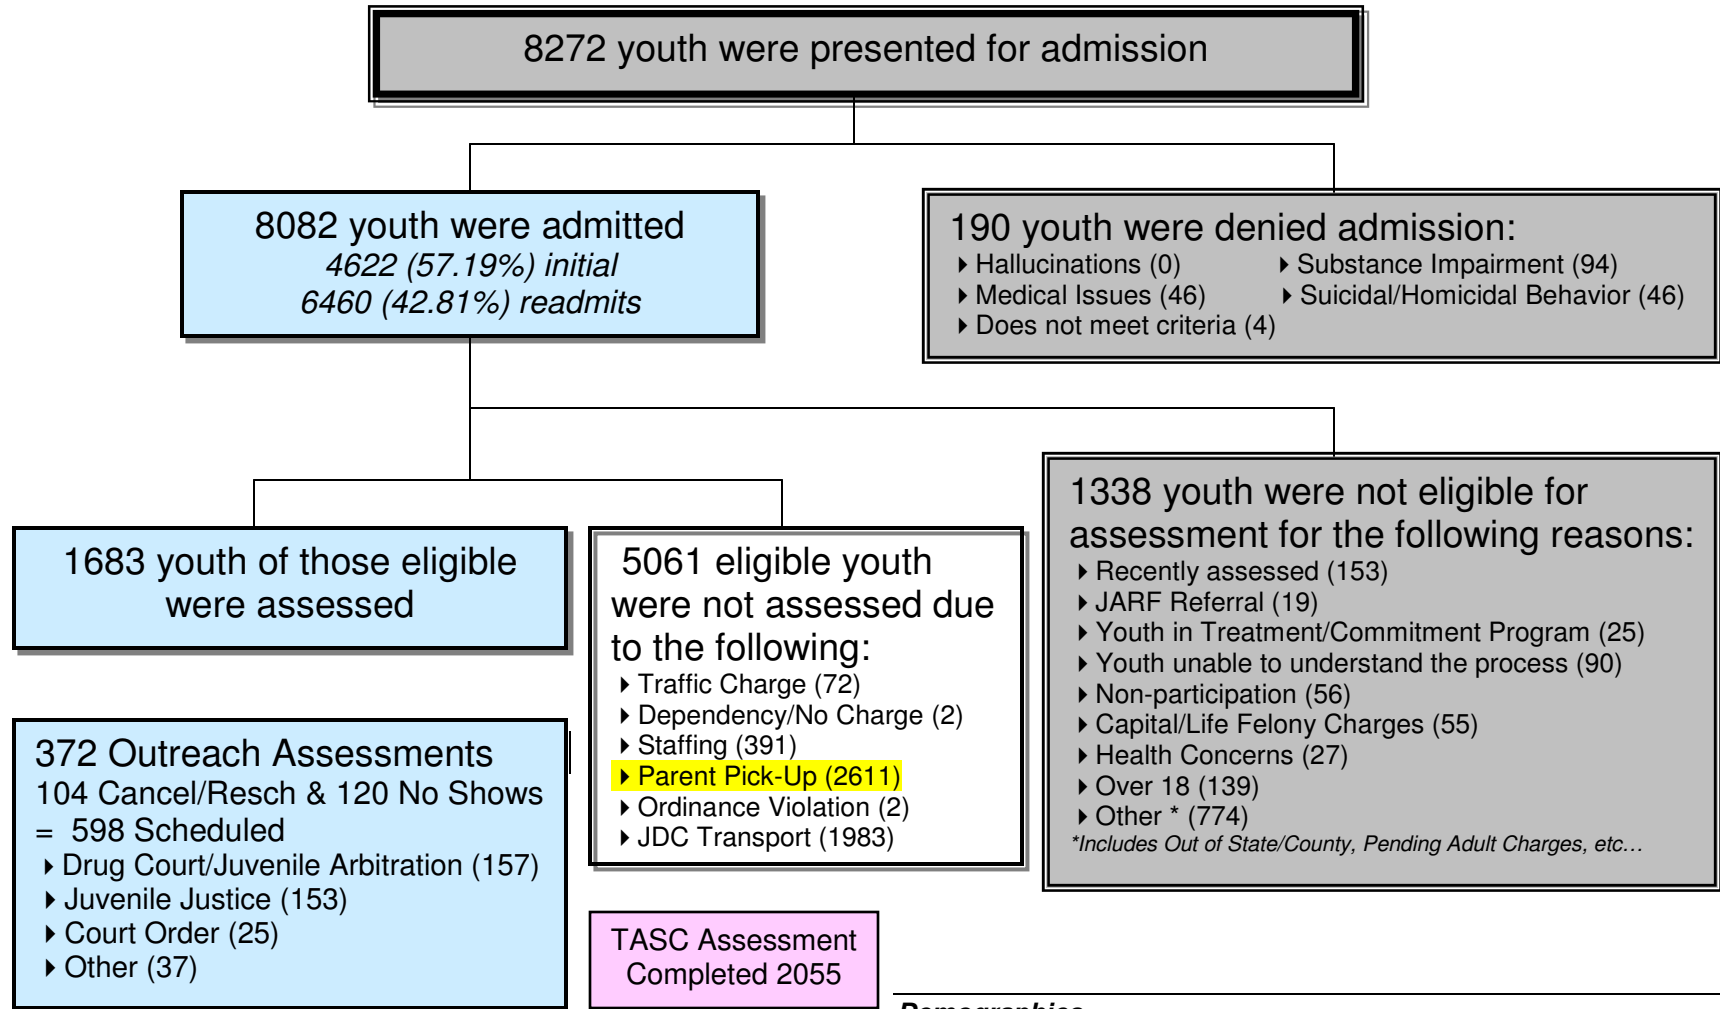 8272 youth were presented for admission
8082 youth were admitted
4622 (57.19%) initial
6460 (42.81%) readmits
190 youth were denied admission:
Hallucinations (0)
Substance Impairment (94)
Medical Issues (46)
Suicidal/Homicidal Behavior (46)
Does not meet criteria (4)
1683 youth of those eligible
were assessed
5061 eligible youth
were not assessed due
to the following:
Traffic Charge (72)
Dependency/No Charge (2)
Staffing (391)
Parent Pick-Up (2611)
Ordinance Violation (2)
JDC Transport (1983)
1338 youth were not eligible for
assessment for the following reasons:
Recently assessed (153)
JARF Referral (19)
Youth in Treatment/Commitment Program (25)
Youth unable to understand the process (90)
Non-participation (56)
Capital/Life Felony Charges (55)
Health Concerns (27)
Over 18 (139)
Other * (774)
*Includes Out of State/County, Pending Adult Charges, etc…
372 Outreach Assessments
104 Cancel/Resch & 120 No Shows
= 598 Scheduled
Drug Court/Juvenile Arbitration (157)
Juvenile Justice (153)
Court Order (25)
Other (37)
TASC Assessment
Completed 2055
Demographics